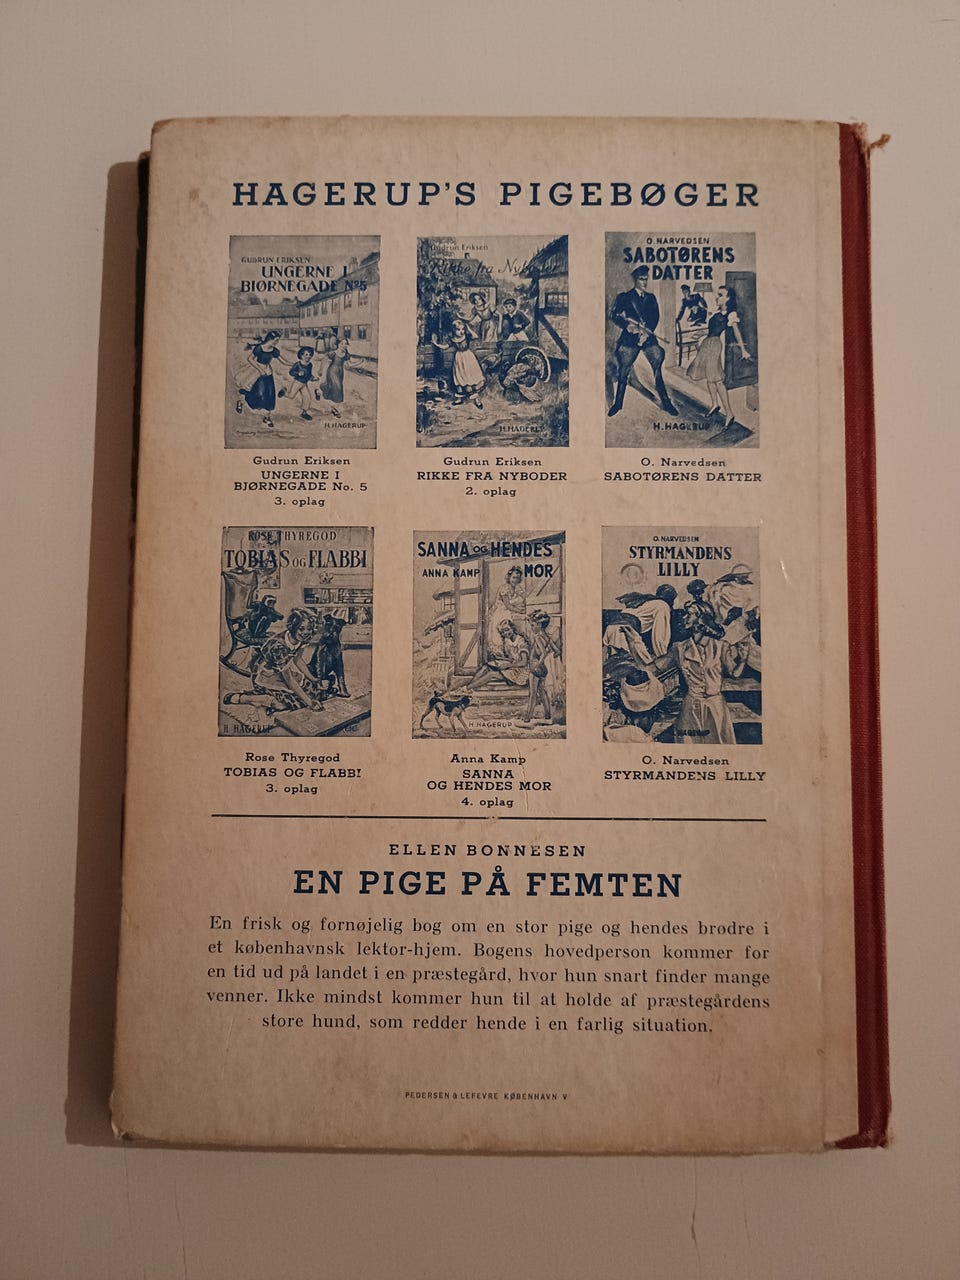 HAGERUP'S PIGEBØGER
GUDRUN ERIKSEN
UNGERNE I
BJØRNEGADE No5
H. HAGERUP
Gudrun Eriksen
UNGERNE I
BJØRNEGADE No. 5
3. oplag
Gudrun Eriksen
Rikke fra Nyboder
H. HAGERUP
Gudrun Eriksen
RIKKE FRA NYBODER
2. oplag
O. NARVEDSEN
SABOTØRENS
DATTER
H. HAGERUP
O. Narvedsen
SABOTØRENS DATTER
ROSE THYREGOD
TOBIAS OG FLABBI
H. HAGERUP
Rose Thyregod
TOBIAS OG FLABBI
3. oplag
SANNA OG HENDES
ANNA KAMP MOR
H. HAGERUP
Anna Kamp
SANNA
OG HENDES MOR
4. oplag
O. NARVEDSEN
STYRMANDENS
LILLY
H. HAGERUP
O. Narvedsen
STYRMANDENS LILLY
ELLEN BONNESEN
EN PIGE PÅ FEMTEN
En frisk og fornøjelig bog om en stor pige og hendes brødre i
et københavnsk lektor-hjem. Bogens hovedperson kommer for
en tid ud på landet i en præstegård, hvor hun snart finder mange
venner. Ikke mindst kommer hun til at holde af præstegårdens
store hund, som redder hende i en farlig situation.
PEDERSEN & LEFEVRE KØBENHAVN V